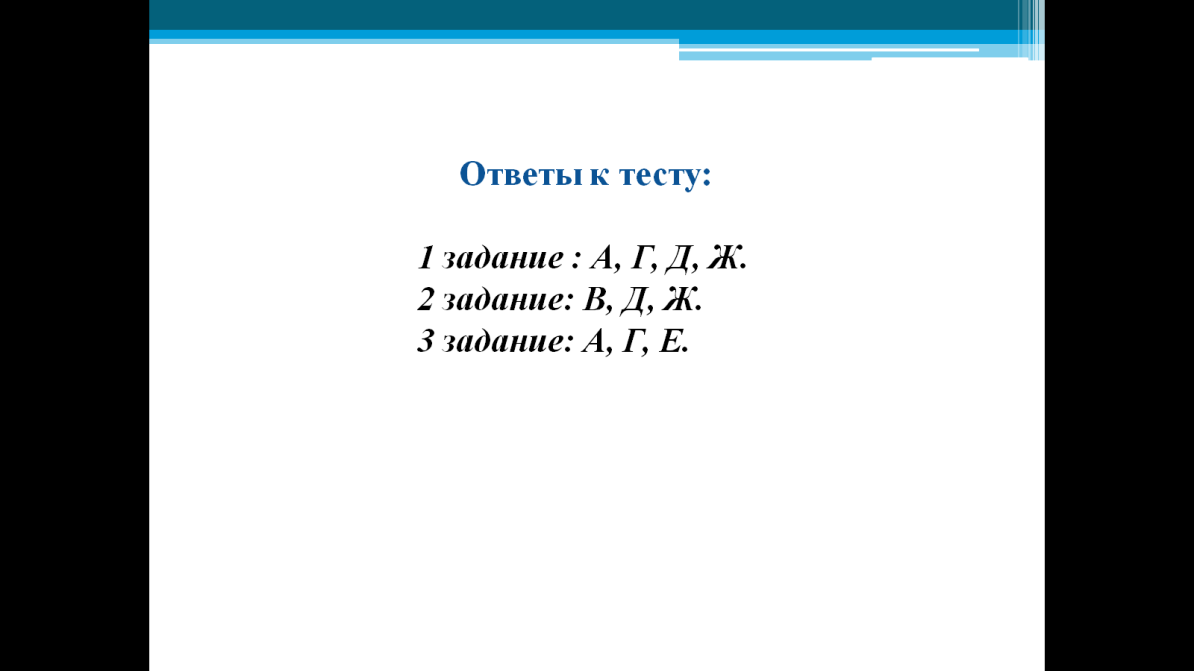 Ответы к тесту:
1 задание : А, Г, Д, Ж.
2 задание: В, Д, Ж.
3 задание: А, Г, Е.